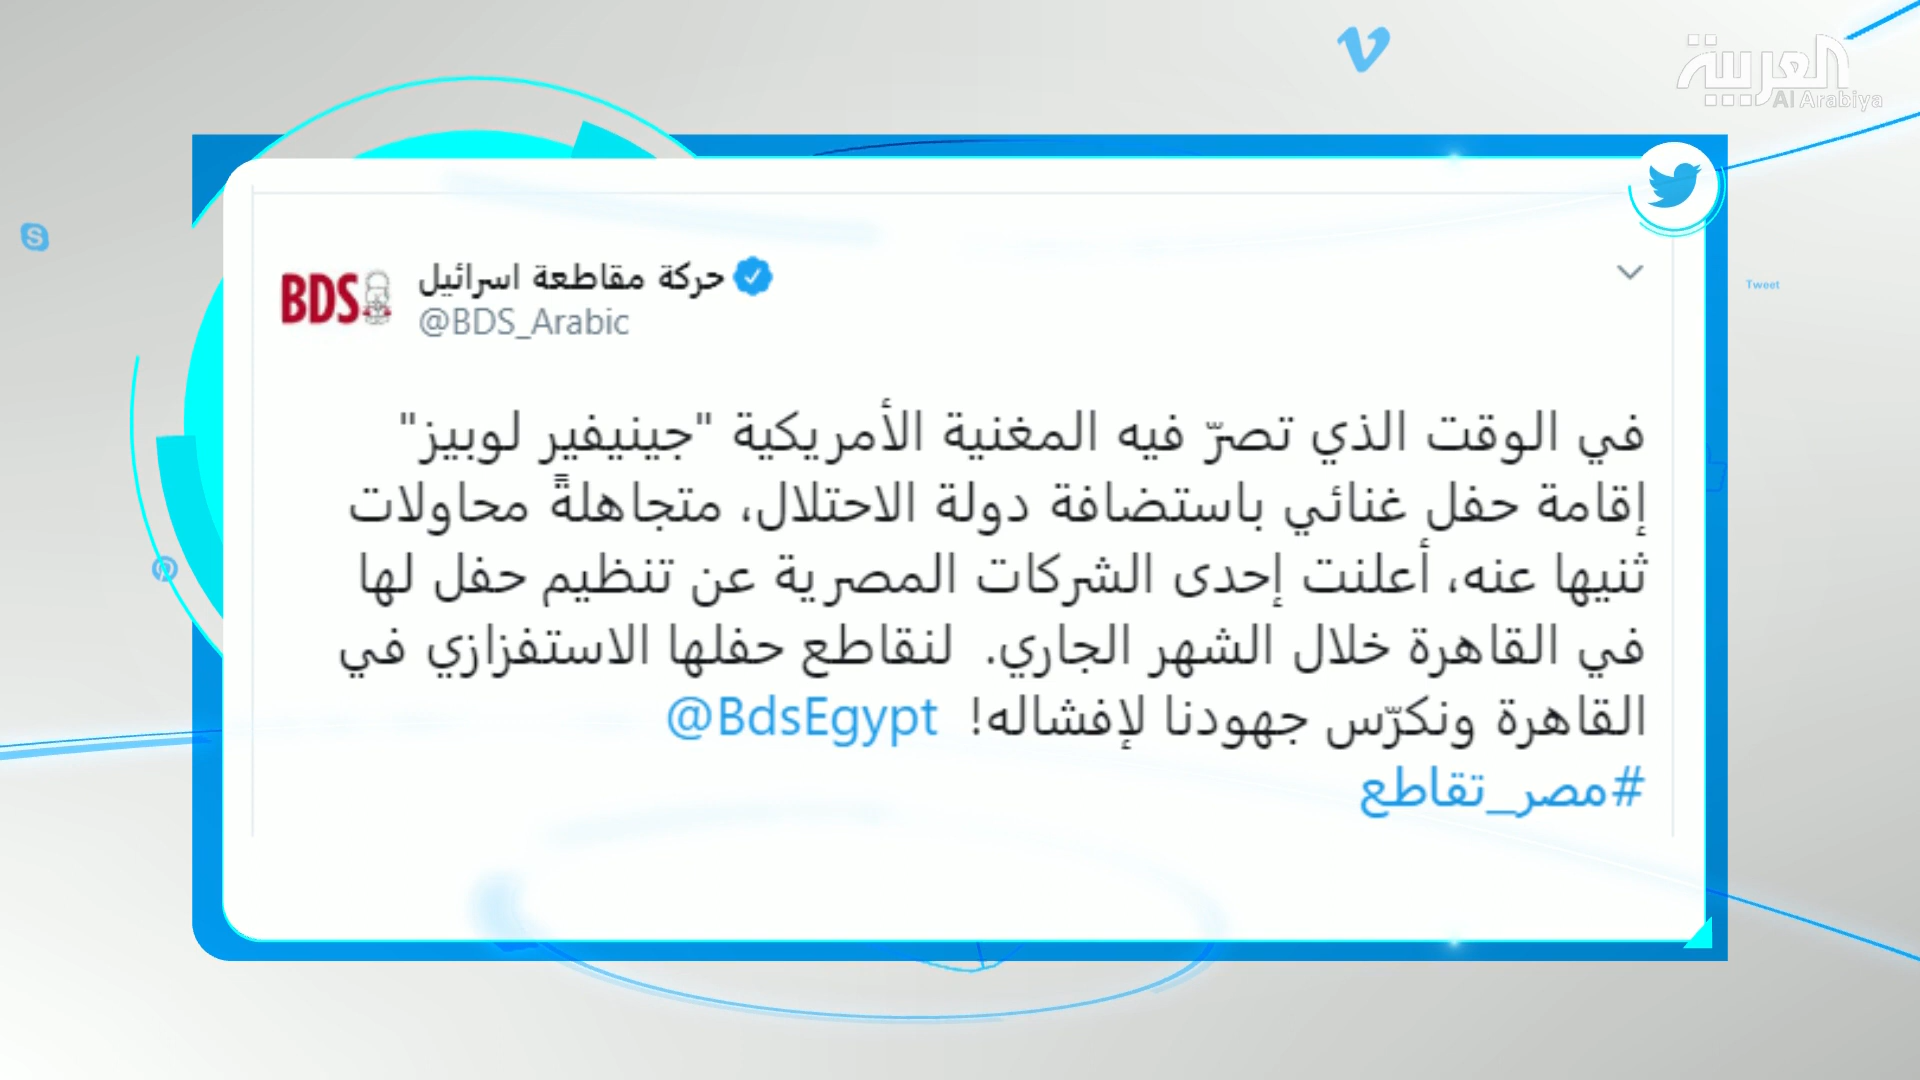 العربية
Al Arabiya
Tweet
BDS
حركة مقاطعة اسرائيل
@BDS_Arabic
في الوقت الذي تصرّ فيه المغنية الأمريكية "جينيفير لوبيز"
إقامة حفل غنائي باستضافة دولة الاحتلال، متجاهلةً محاولات
ثنيها عنه، أعلنت إحدى الشركات المصرية عن تنظيم حفل لها
في القاهرة خلال الشهر الجاري. لنقاطع حفلها الاستفزازي في
القاهرة ونكرّس جهودنا لإفشاله! @BdsEgypt
#مصر_تقاطع